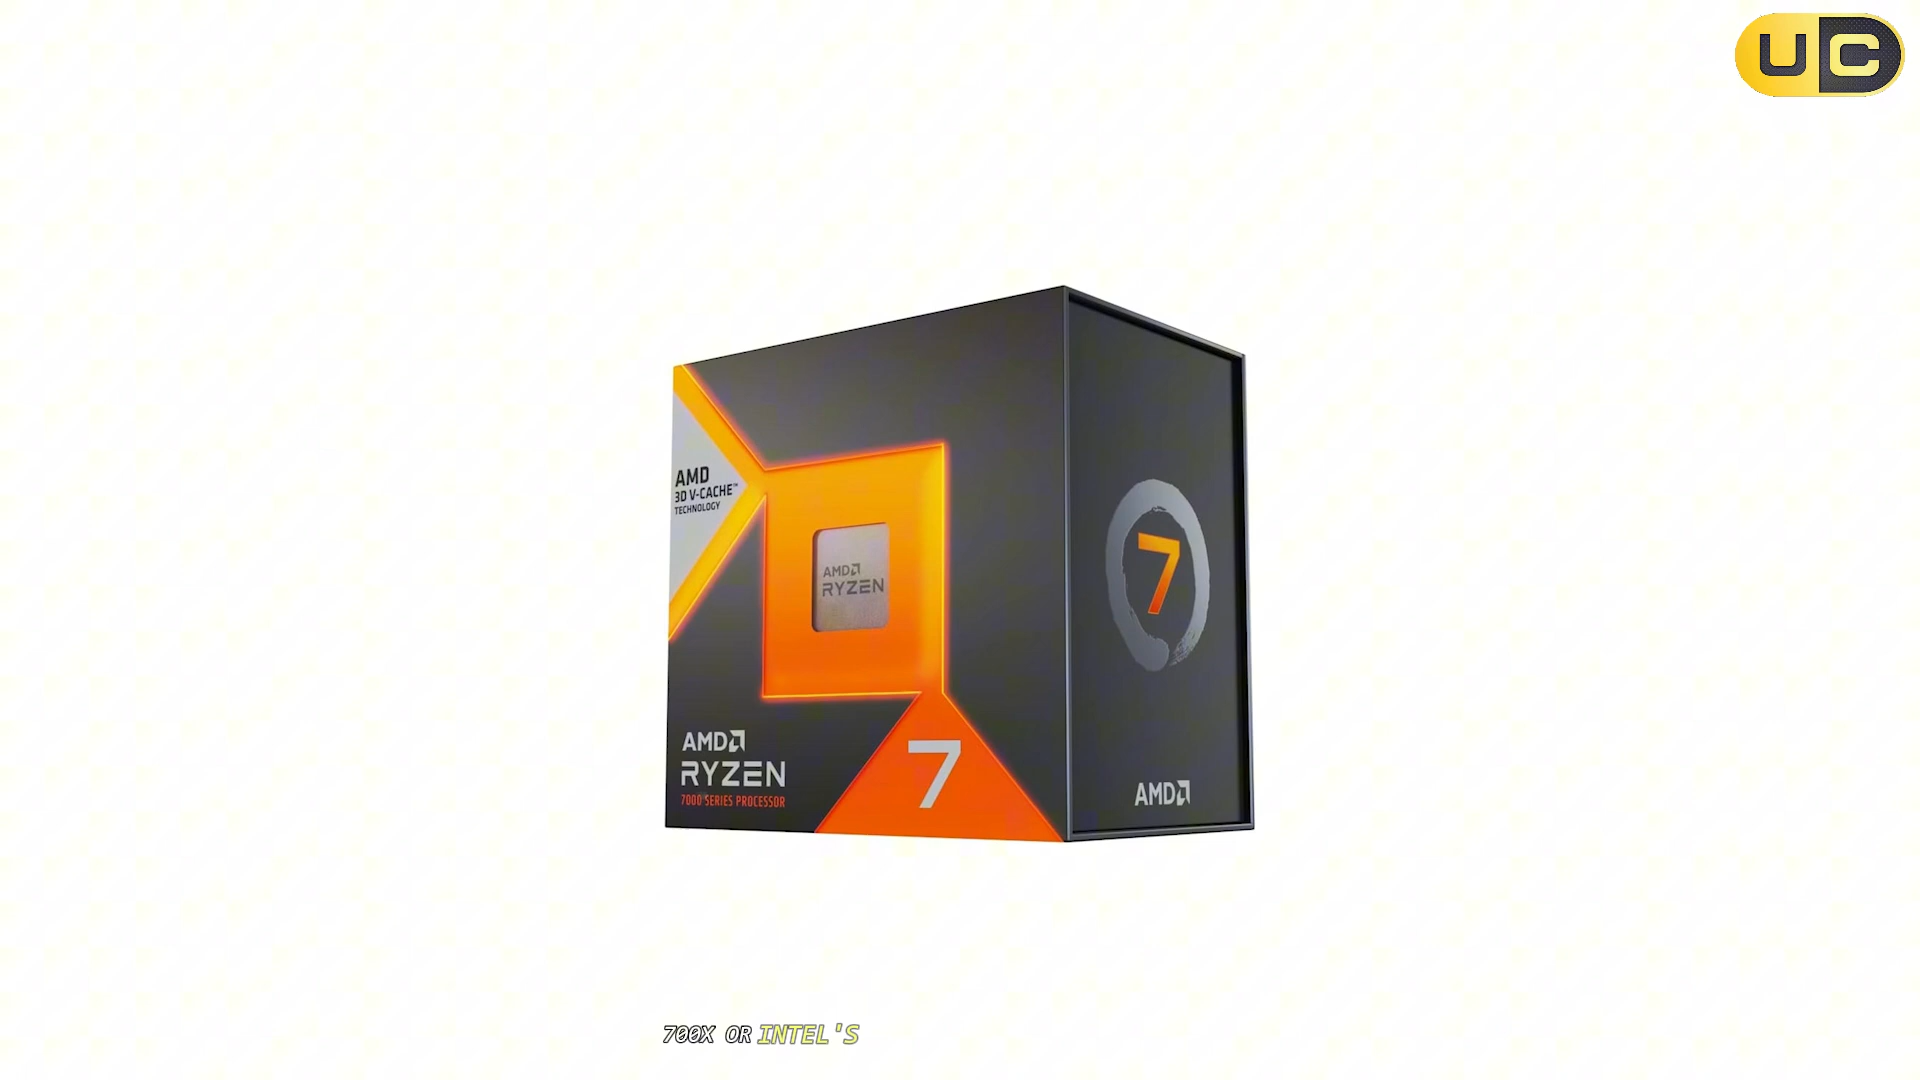 UC
AMD
3D V-CACHE™
TECHNOLOGY
AMD
RYZEN
AMD
RYZEN
7000 SERIES PROCESSOR
7
7
AMD
700X OR INTEL'S